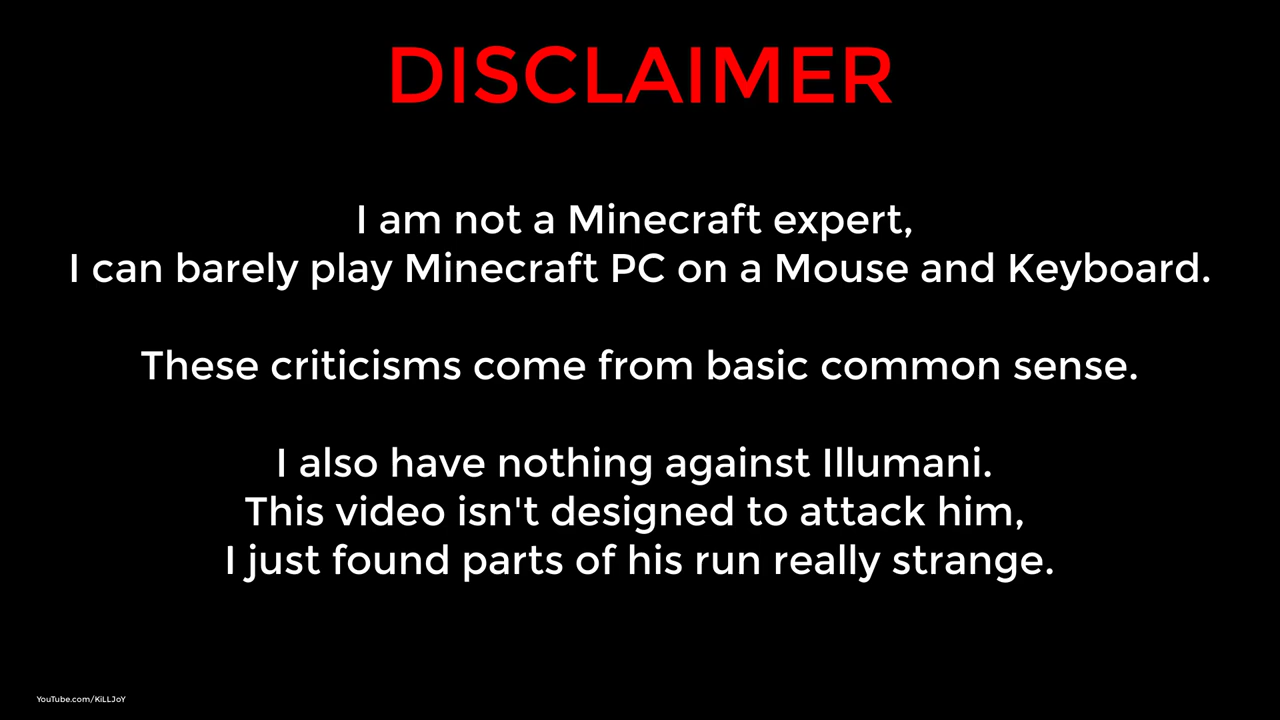 DISCLAIMER
I am not a Minecraft expert,
I can barely play Minecraft PC on a Mouse and Keyboard.
These criticisms come from basic common sense.
I also have nothing against Illumani.
This video isn't designed to attack him,
I just found parts of his run really strange.
YouTube.com/KiLLJoY